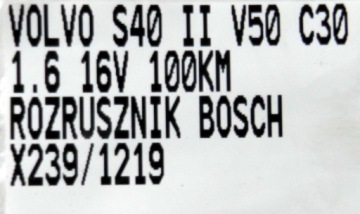 VOLVO S40 II V50 C30
1.6 16V 100KM
ROZRUSZNIK BOSCH
X239/1219